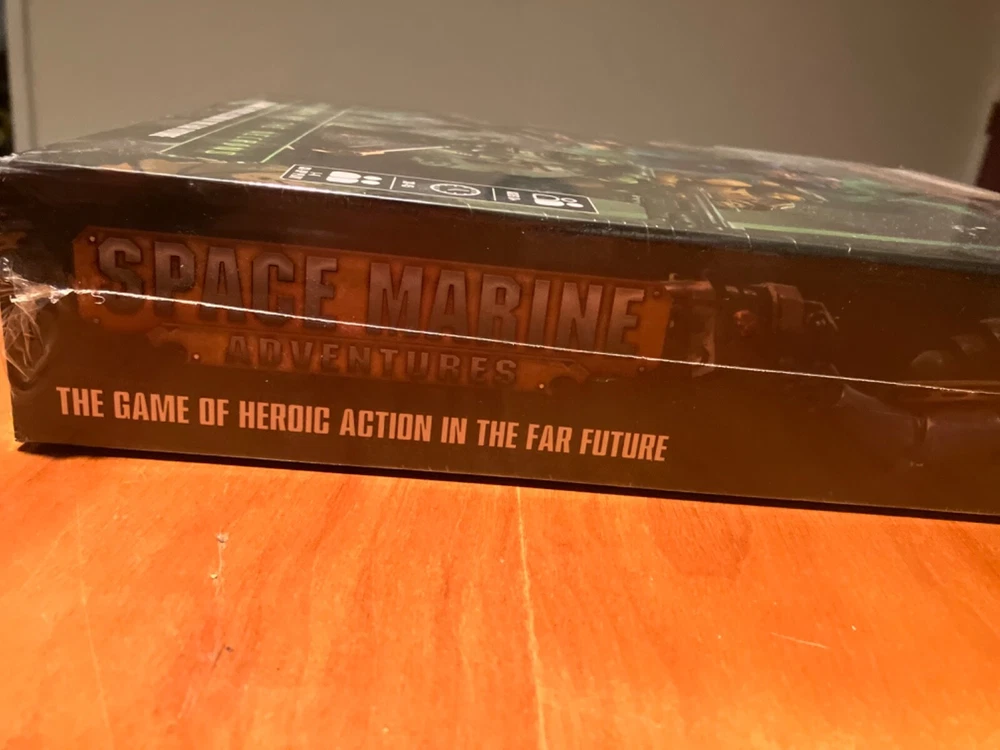 SPACE MARINE
ADVENTURES
THE GAME OF HEROIC ACTION IN THE FAR FUTURE